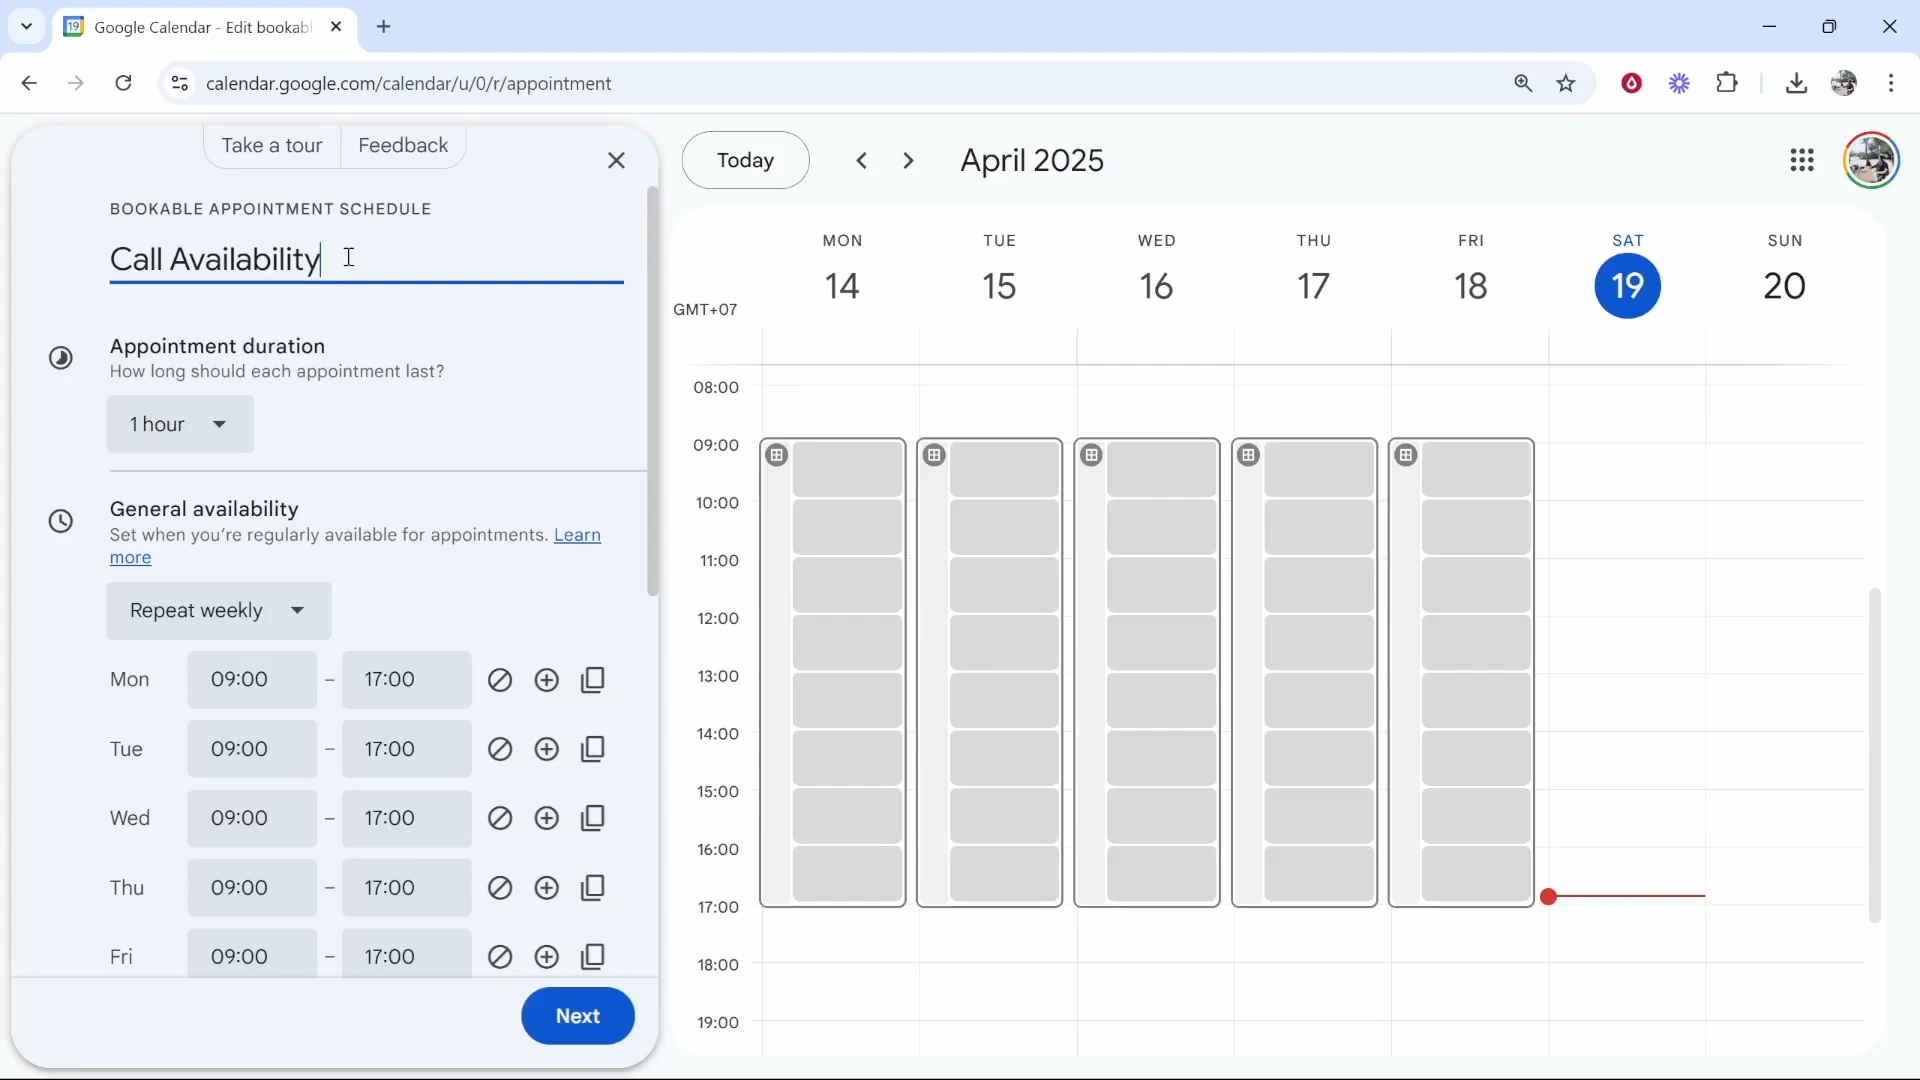 Google Calendar - Edit bookab
calendar.google.com/calendar/u/0/r/appointment
Take a tour
Feedback
BOOKABLE APPOINTMENT SCHEDULE
Call Availability
Appointment duration
How long should each appointment last?
1 hour
General availability
Set when you're regularly available for appointments. Learn
more
Repeat weekly
Mon 09:00 – 17:00
Tue 09:00 – 17:00
Wed 09:00 – 17:00
Thu 09:00 – 17:00
Fri 09:00 – 17:00
Next
Today
April 2025
GMT+07
MON 14
TUE 15
WED 16
THU 17
FRI 18
SAT 19
SUN 20
08:00
09:00
10:00
11:00
12:00
13:00
14:00
15:00
16:00
17:00
18:00
19:00